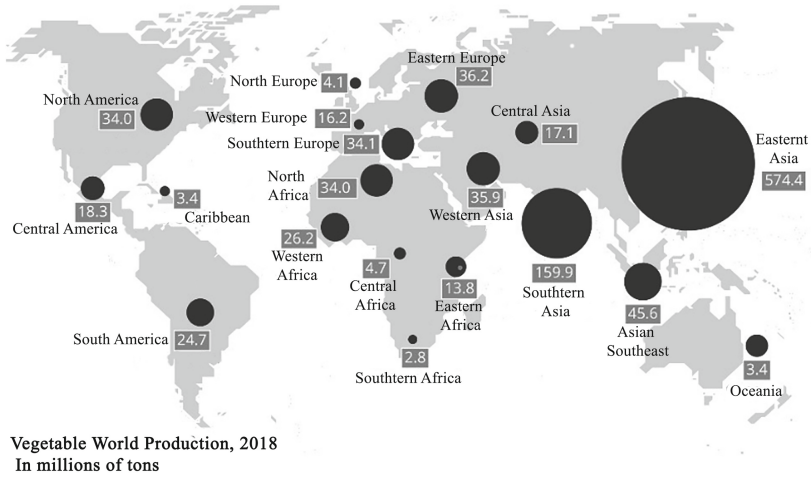 North America
34.0
Central America
18.3
3.4
Caribbean
South America
24.7
North Europe 4.1
Western Europe 16.2
Southtern Europe 34.1
Eastern Europe
36.2
North
Africa
34.0
Western
Africa
26.2
4.7
Central
Africa
13.8
Eastern
Africa
2.8
Southtern Africa
Central Asia
17.1
35.9
Western Asia
159.9
Southtern
Asia
Easternt
Asia
574.4
45.6
Asian
Southeast
3.4
Oceania
Vegetable World Production, 2018
In millions of tons